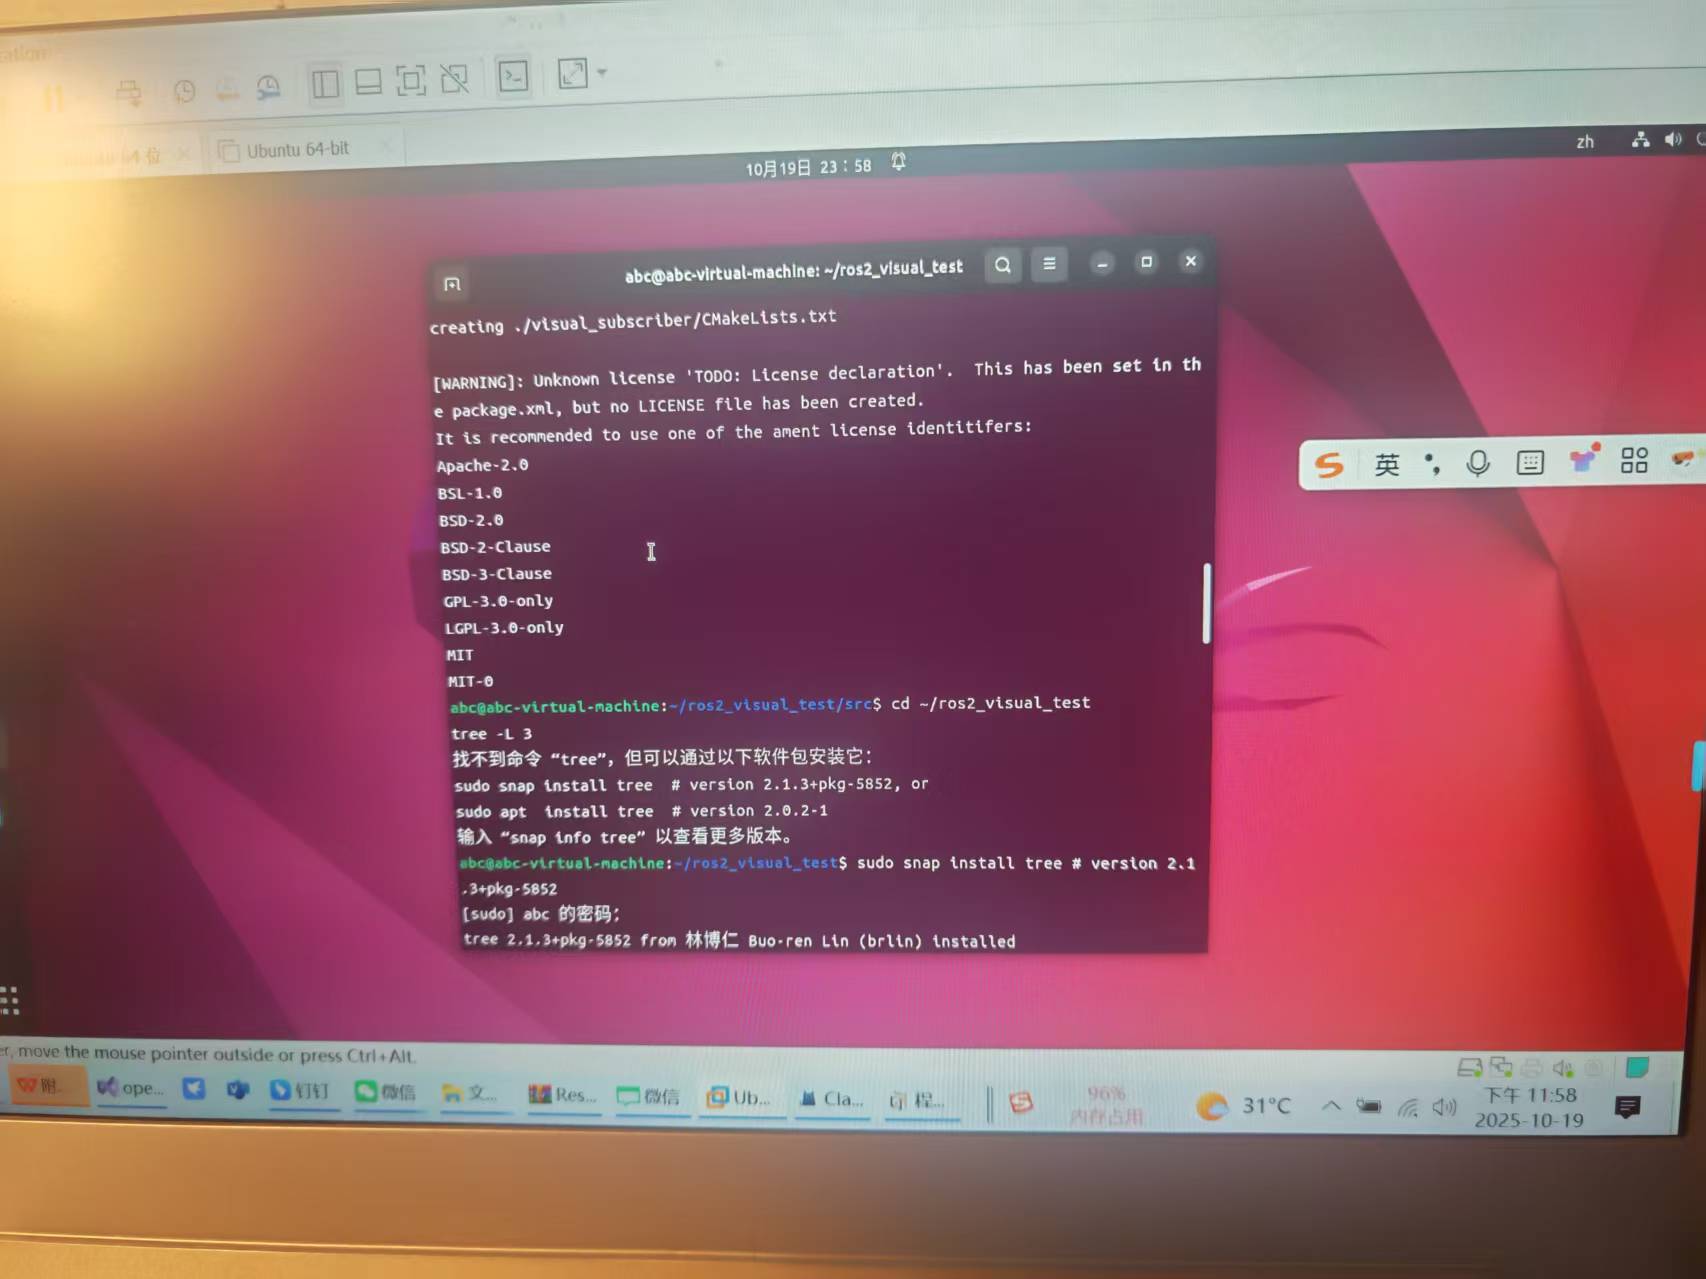 Ubuntu 64-bit
10月19日 23：58
zh
abc@abc-virtual-machine: ~/ros2_visual_test
creating ./visual_subscriber/CMakeLists.txt
[WARNING]: Unknown license 'TODO: License declaration'.  This has been set in th
e package.xml, but no LICENSE file has been created.
It is recommended to use one of the ament license identitifers:
Apache-2.0
BSL-1.0
BSD-2.0
BSD-2-Clause
BSD-3-Clause
GPL-3.0-only
LGPL-3.0-only
MIT
MIT-0
abc@abc-virtual-machine:~/ros2_visual_test/src$ cd ~/ros2_visual_test
tree -L 3
找不到命令 “tree”，但可以通过以下软件包安装它：
sudo snap install tree  # version 2.1.3+pkg-5852, or
sudo apt  install tree  # version 2.0.2-1
输入 “snap info tree” 以查看更多版本。
abc@abc-virtual-machine:~/ros2_visual_test$ sudo snap install tree # version 2.1
.3+pkg-5852
[sudo] abc 的密码：
tree 2.1.3+pkg-5852 from 林博仁 Buo-ren Lin (brlin) installed
英
er, move the mouse pointer outside or press Ctrl+Alt.
附...
ope...
钉钉
微信
文...
Res...
微信
Ub...
Cla...
程...
96%
内存占用
31°C
下午 11:58
2025-10-19